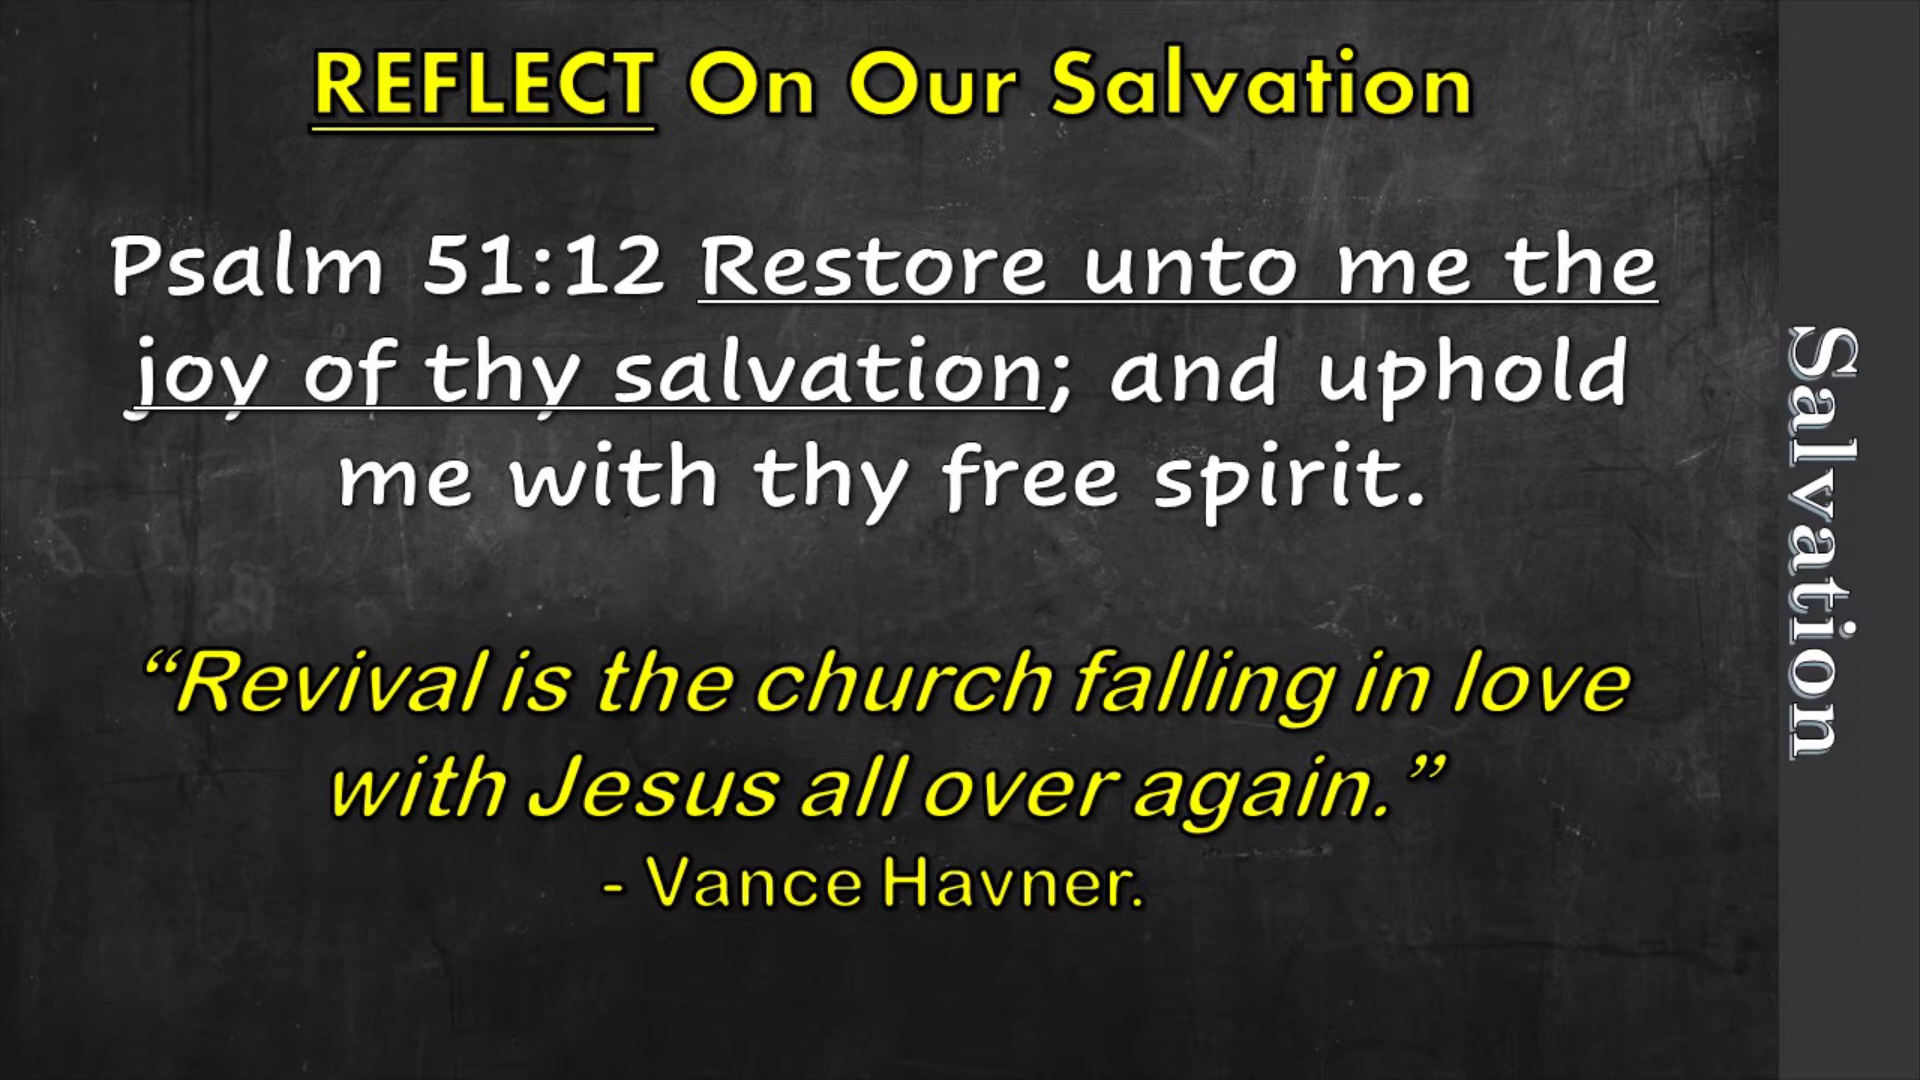 REFLECT On Our Salvation
Psalm 51:12 Restore unto me the
joy of thy salvation; and uphold
me with thy free spirit.
“Revival is the church falling in love
with Jesus all over again.”
- Vance Havner.
Salvation